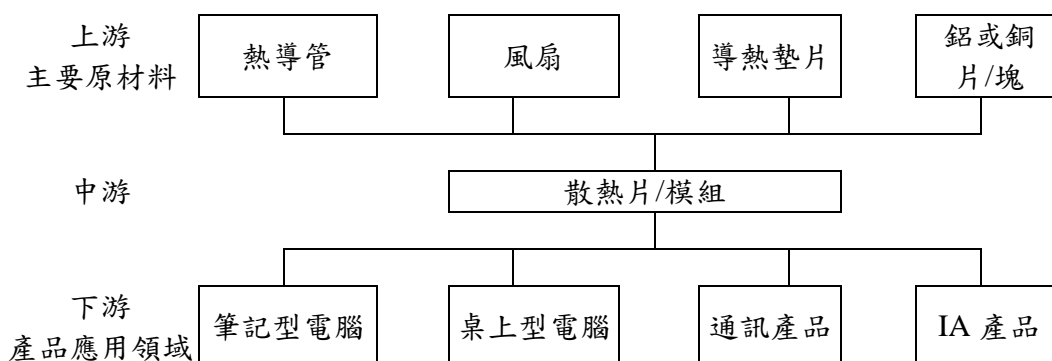 上游
主要原材料
熱導管
風扇
導熱墊片
鋁或銅
片/塊
中游
散熱片/模組
下游
產品應用領域
筆記型電腦
桌上型電腦
通訊產品
IA 產品